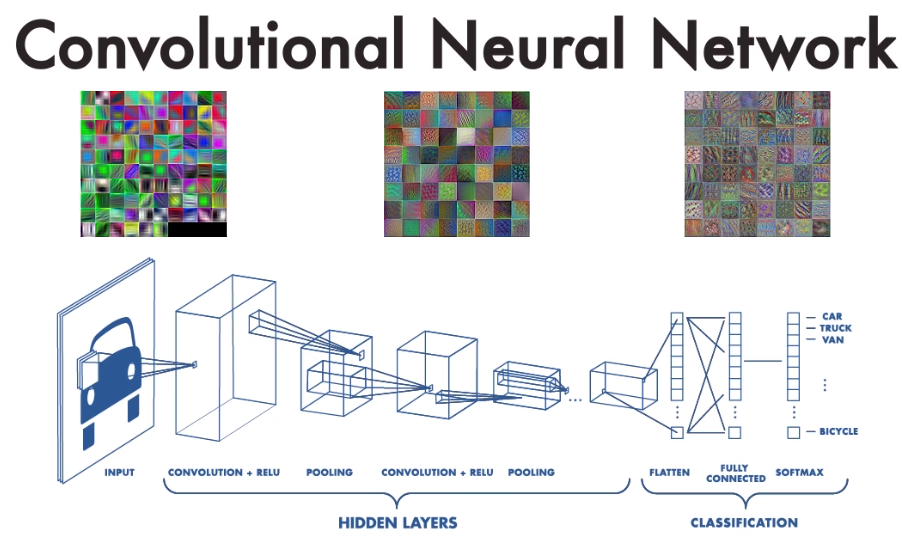 Convolutional Neural Network
CAR
TRUCK
VAN
BICYCLE
INPUT
CONVOLUTION + RELU
POOLING
CONVOLUTION + RELU
POOLING
FLATTEN
FULLY
CONNECTED
SOFTMAX
HIDDEN LAYERS
CLASSIFICATION